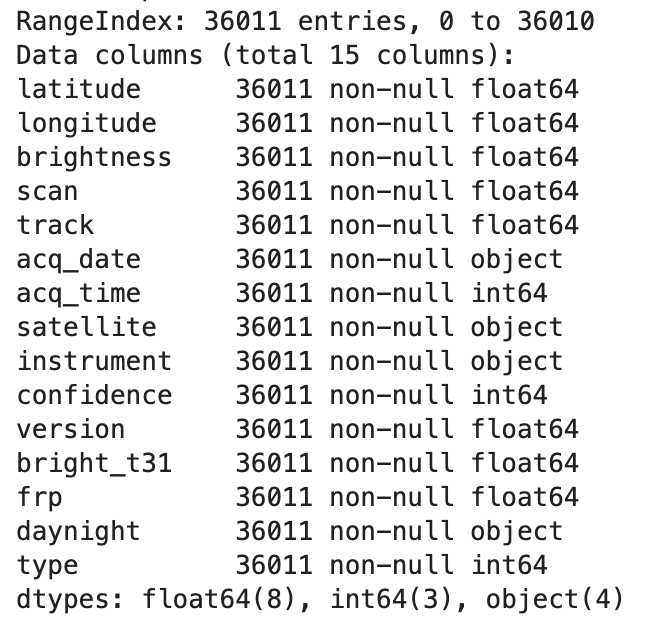 RangeIndex: 36011 entries, 0 to 36010
Data columns (total 15 columns):
latitude      36011 non-null float64
longitude     36011 non-null float64
brightness    36011 non-null float64
scan          36011 non-null float64
track         36011 non-null float64
acq_date      36011 non-null object
acq_time      36011 non-null int64
satellite     36011 non-null object
instrument    36011 non-null object
confidence    36011 non-null int64
version       36011 non-null float64
bright_t31    36011 non-null float64
frp           36011 non-null float64
daynight      36011 non-null object
type          36011 non-null int64
dtypes: float64(8), int64(3), object(4)